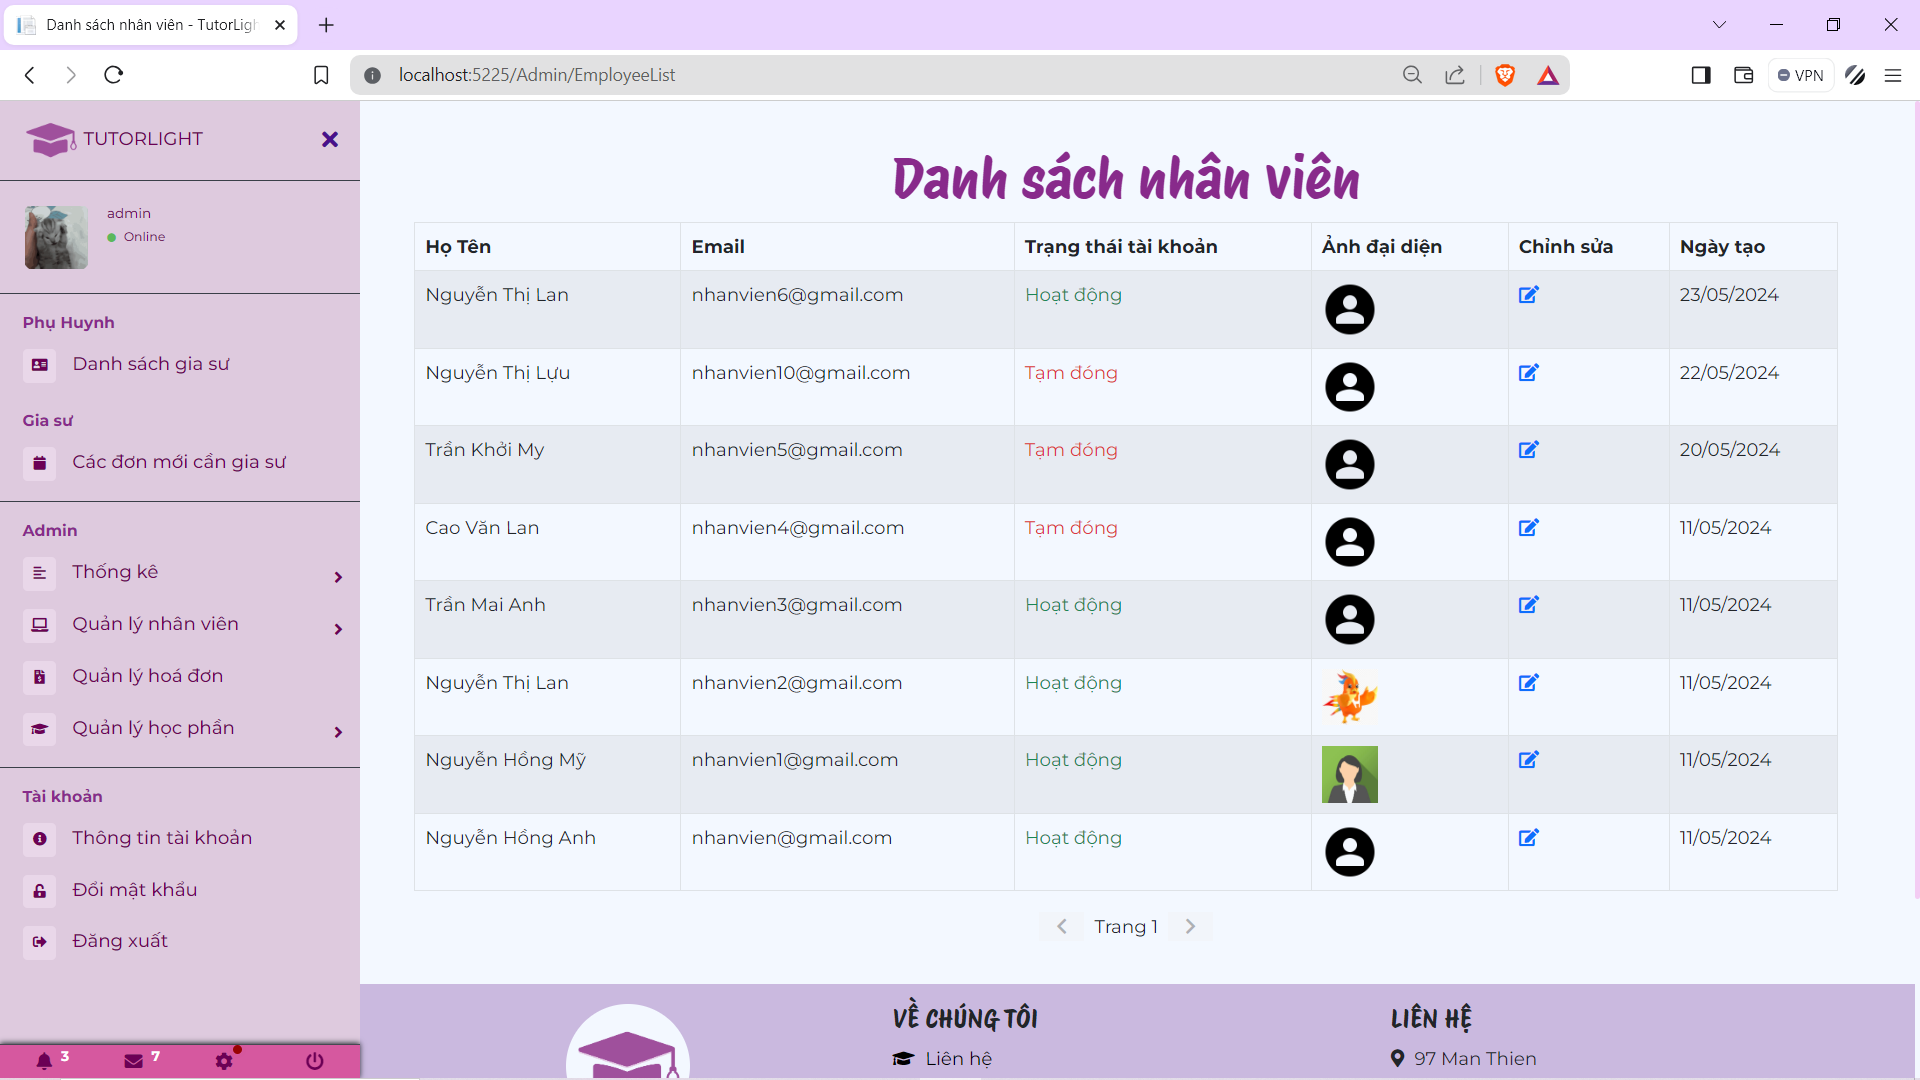 Danh sách nhân viên - TutorLigh
localhost:5225/Admin/EmployeeList
VPN
TUTORLIGHT
admin
Online
Phụ Huynh
Danh sách gia sư
Gia sư
Các đơn mới cần gia sư
Admin
Thống kê
Quản lý nhân viên
Quản lý hoá đơn
Quản lý học phần
Tài khoản
Thông tin tài khoản
Đổi mật khẩu
Đăng xuất
3 7
Danh sách nhân viên
Họ Tên Email Trạng thái tài khoản Ảnh đại diện Chỉnh sửa Ngày tạo
Nguyễn Thị Lan nhanvien6@gmail.com Hoạt động 23/05/2024
Nguyễn Thị Lựu nhanvien10@gmail.com Tạm đóng 22/05/2024
Trần Khởi My nhanvien5@gmail.com Tạm đóng 20/05/2024
Cao Văn Lan nhanvien4@gmail.com Tạm đóng 11/05/2024
Trần Mai Anh nhanvien3@gmail.com Hoạt động 11/05/2024
Nguyễn Thị Lan nhanvien2@gmail.com Hoạt động 11/05/2024
Nguyễn Hồng Mỹ nhanvien1@gmail.com Hoạt động 11/05/2024
Nguyễn Hồng Anh nhanvien@gmail.com Hoạt động 11/05/2024
Trang 1
VỀ CHÚNG TÔI
Liên hệ
LIÊN HỆ
97 Man Thien